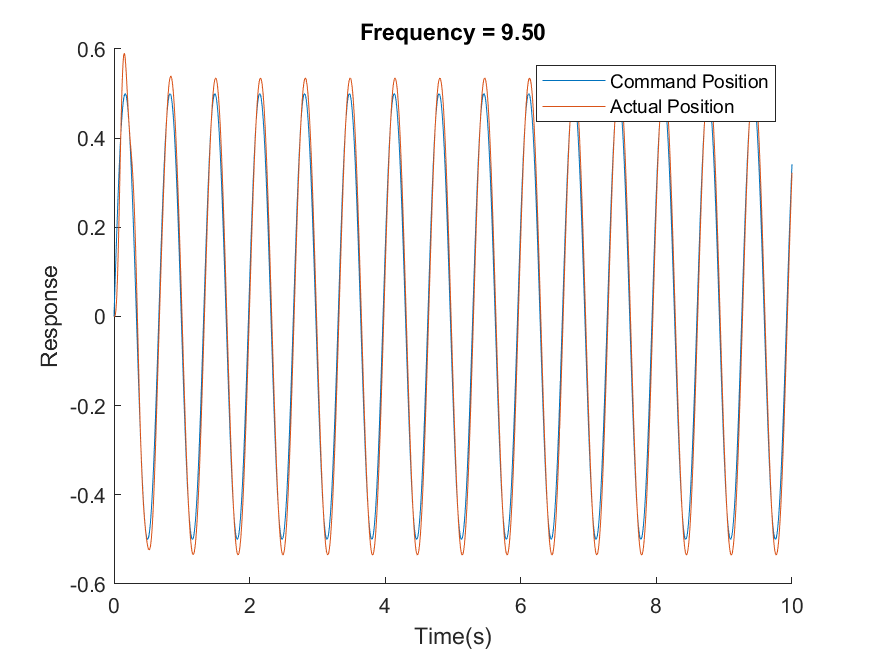 Frequency = 9.50
Command Position
Actual Position
0.6
0.4
0.2
0
-0.2
-0.4
-0.6
Response
0 2 4 6 8 10
Time(s)